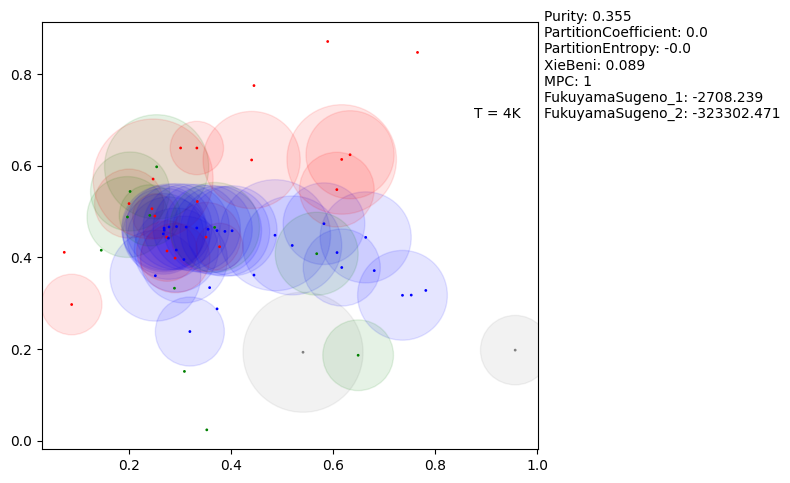 Purity: 0.355
PartitionCoefficient: 0.0
PartitionEntropy: -0.0
XieBeni: 0.089
MPC: 1
FukuyamaSugeno_1: -2708.239
FukuyamaSugeno_2: -323302.471
T = 4K
0.8
0.6
0.4
0.2
0.0
0.2 0.4 0.6 0.8 1.0